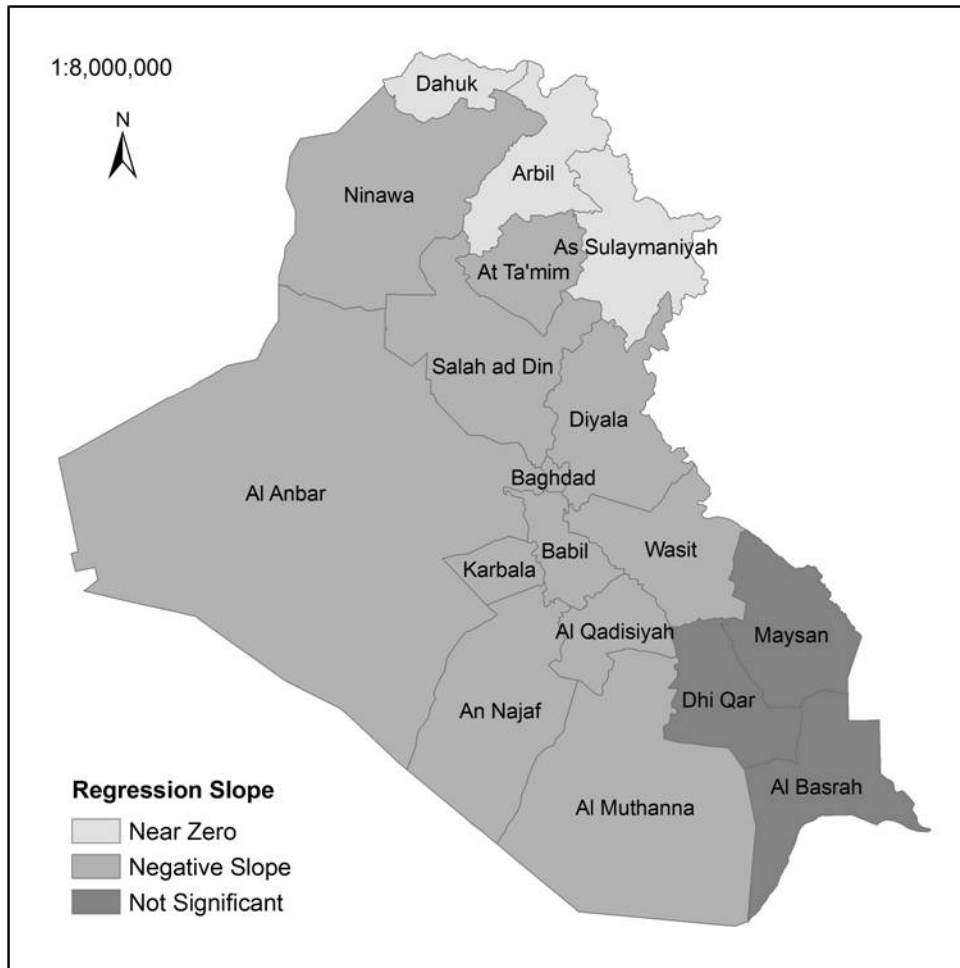 1:8,000,000
N
Dahuk
Arbil
Ninawa
As Sulaymaniyah
At Ta'mim
Salah ad Din
Diyala
Baghdad
Al Anbar
Wasit
Babil
Karbala
Al Qadisiyah
Maysan
Dhi Qar
An Najaf
Al Basrah
Al Muthanna
Regression Slope
Near Zero
Negative Slope
Not Significant